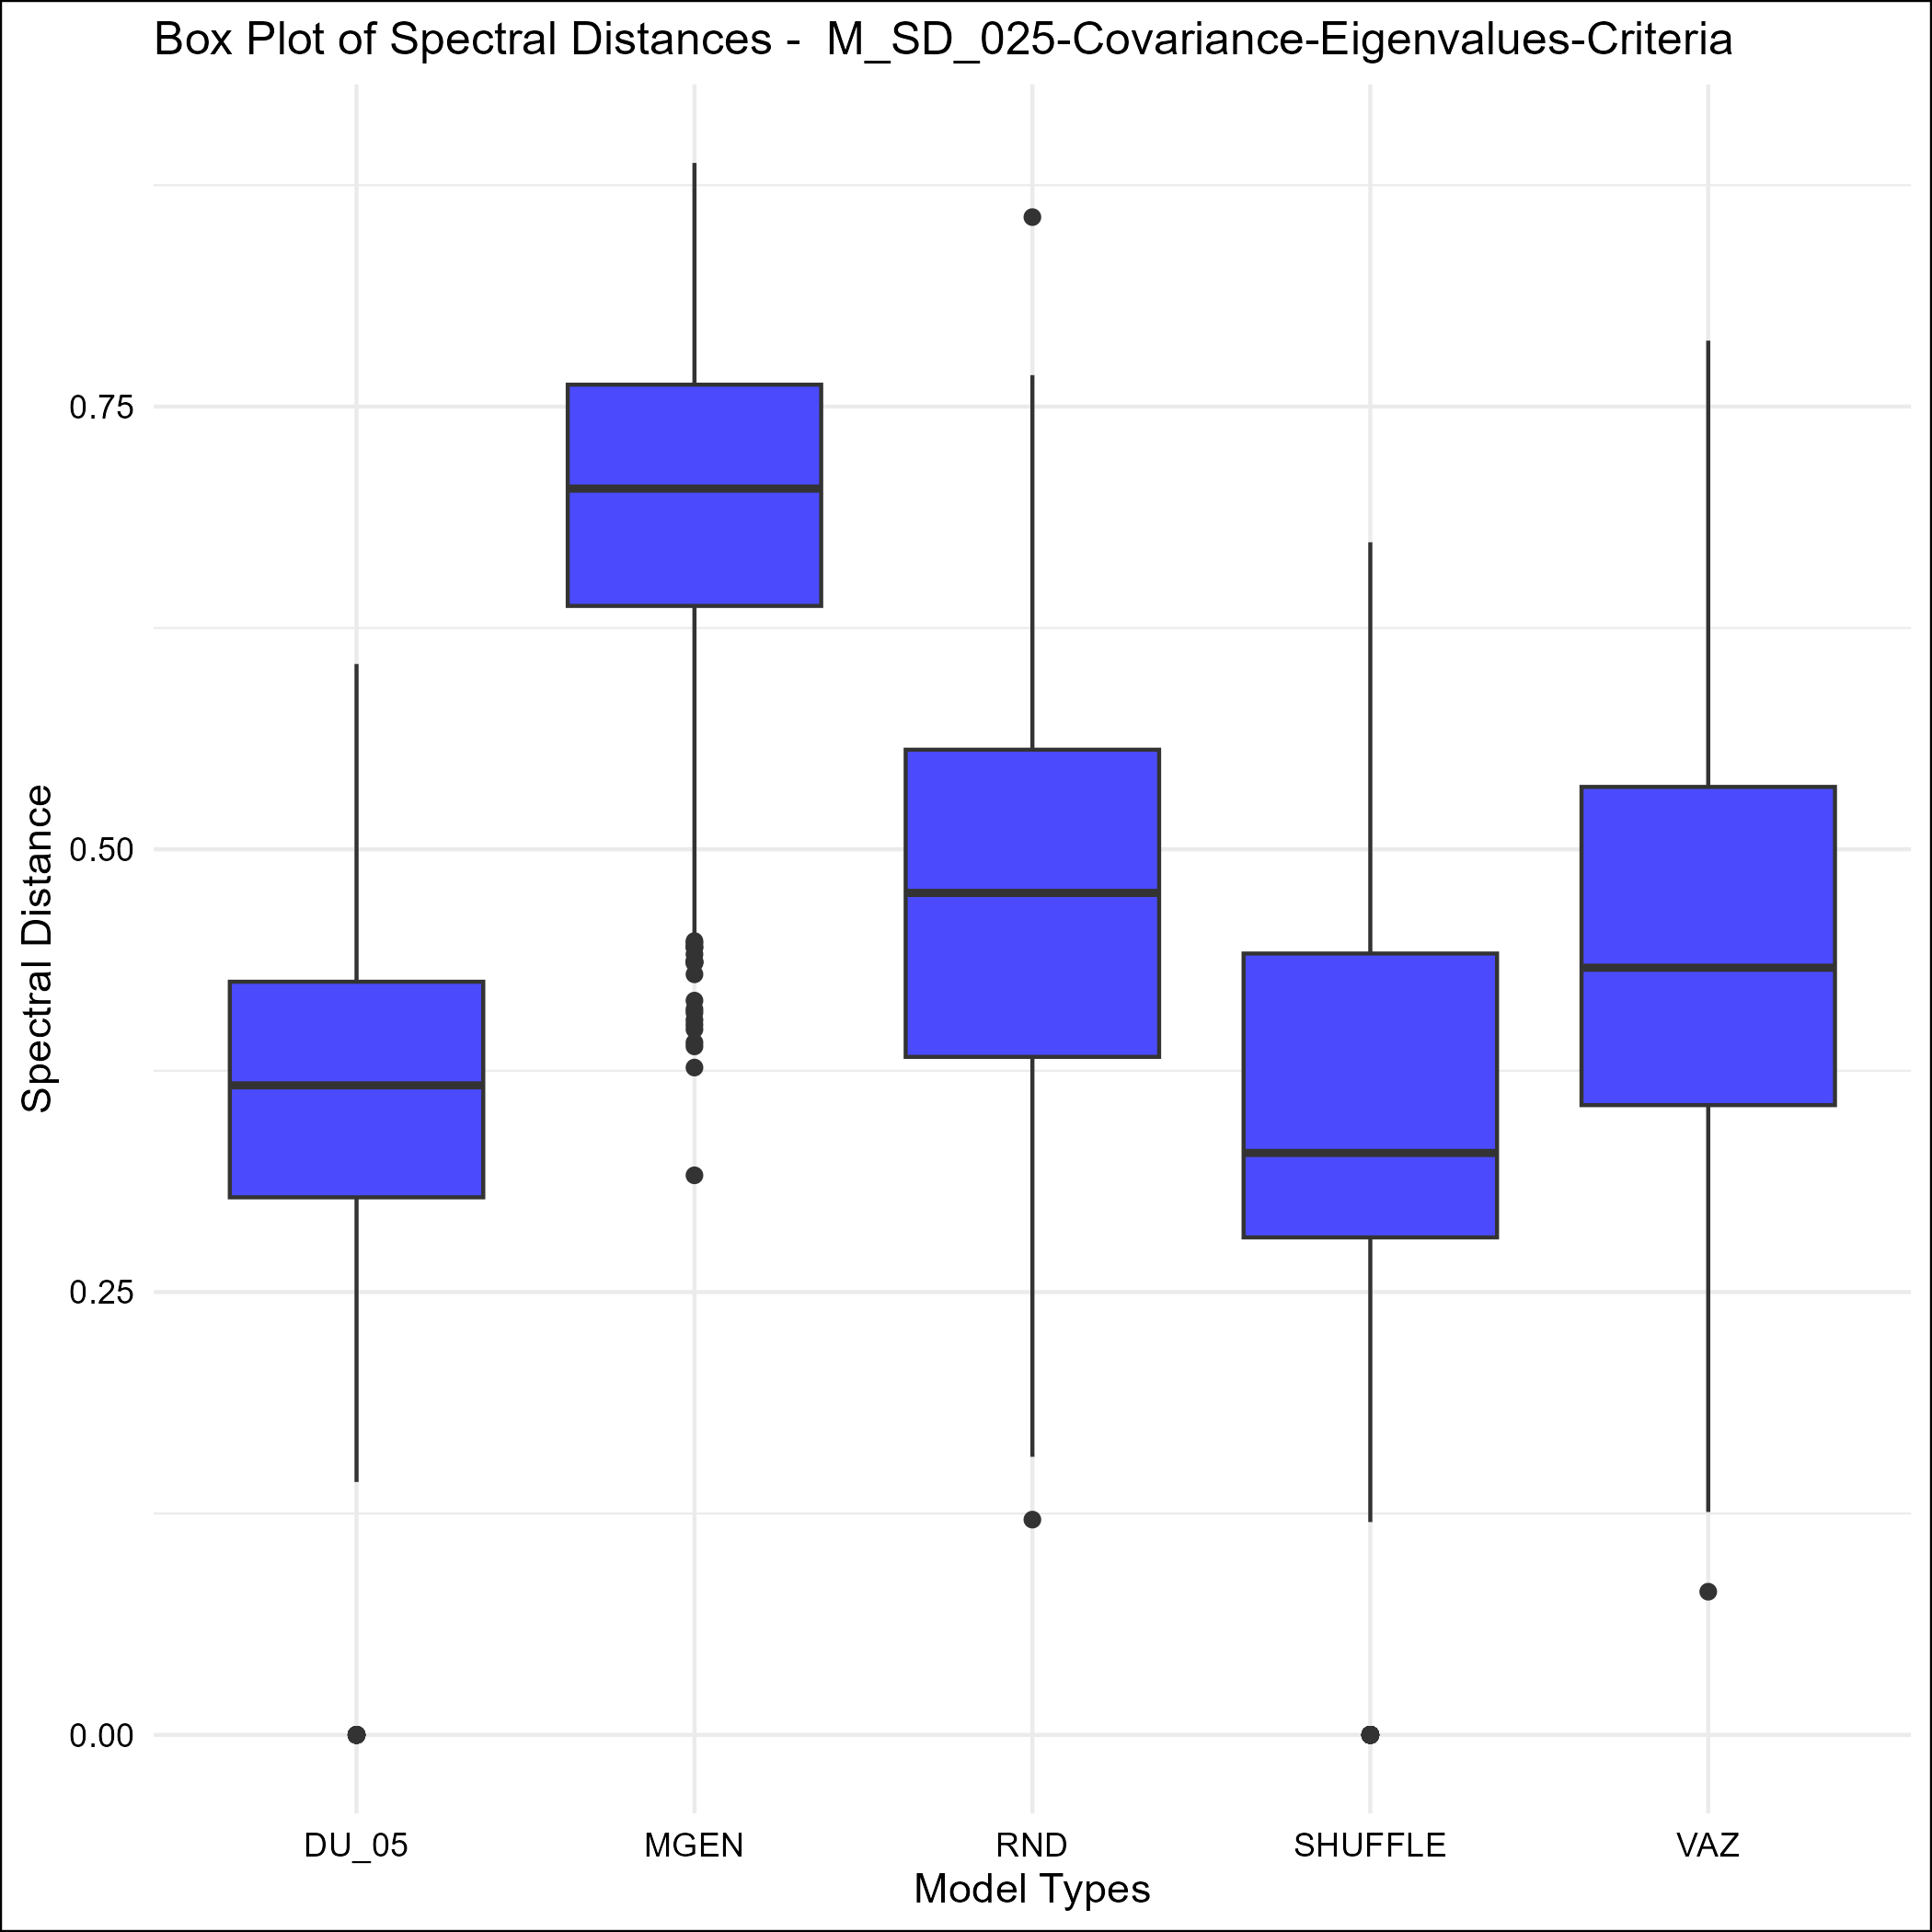 Box Plot of Spectral Distances -  M_SD_025-Covariance-Eigenvalues-Criteria
Spectral Distance
0.75
0.50
0.25
0.00
DU_05 MGEN RND SHUFFLE VAZ
Model Types